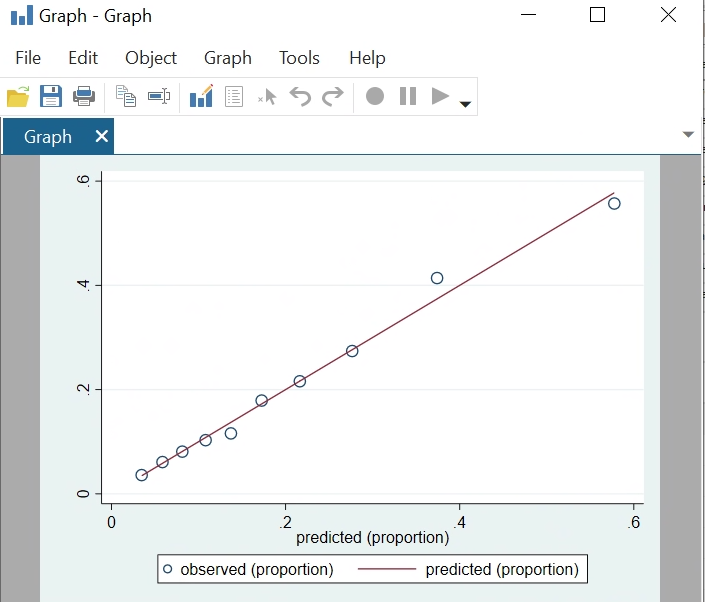 Graph - Graph
File Edit Object Graph Tools Help
Graph
.6
.4
.2
0
0 .2 .4 .6
predicted (proportion)
observed (proportion) predicted (proportion)